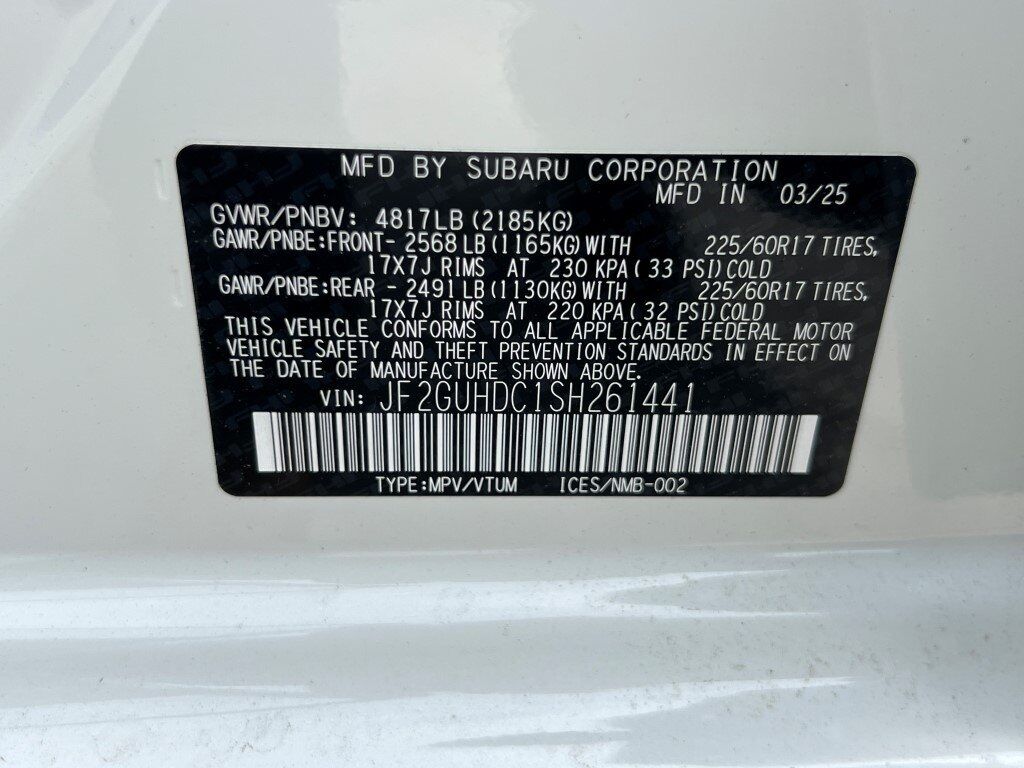 MFD BY SUBARU CORPORATION
MFD IN 03/25
GVWR/PNBV: 4817LB (2185KG)
GAWR/PNBE:FRONT- 2568 LB (1165KG) WITH 225/60R17 TIRES,
17X7J RIMS AT 230 KPA ( 33 PSI) COLD
GAWR/PNBE:REAR - 2491 LB (1130KG) WITH 225/60R17 TIRES,
17X7J RIMS AT 220 KPA ( 32 PSI) COLD
THIS VEHICLE CONFORMS TO ALL APPLICABLE FEDERAL MOTOR
VEHICLE SAFETY AND THEFT PREVENTION STANDARDS IN EFFECT ON
THE DATE OF MANUFACTURE SHOWN ABOVE.
VIN: JF2GUHDC1SH261441
TYPE:MPV/VTUM ICES/NMB-002